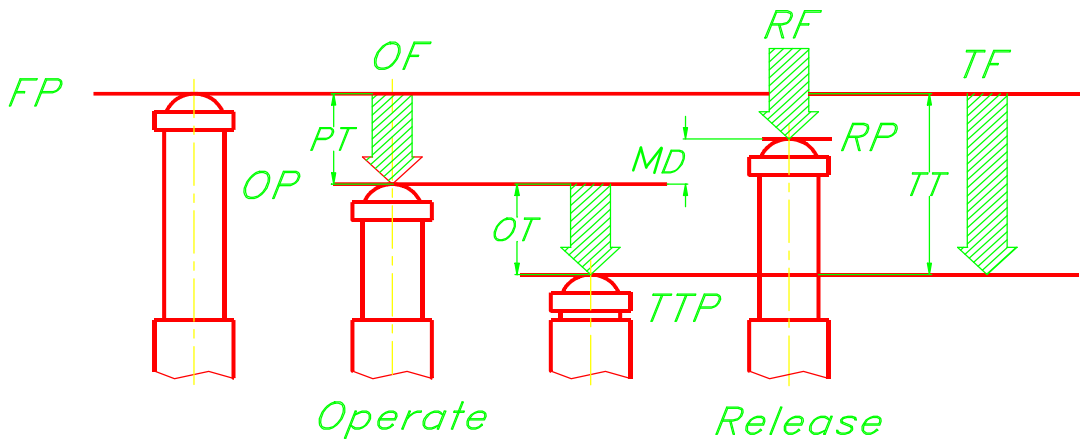 RF
OF
TF
FP
PT
RP
MD
OP
TT
OT
TTP
Operate
Release